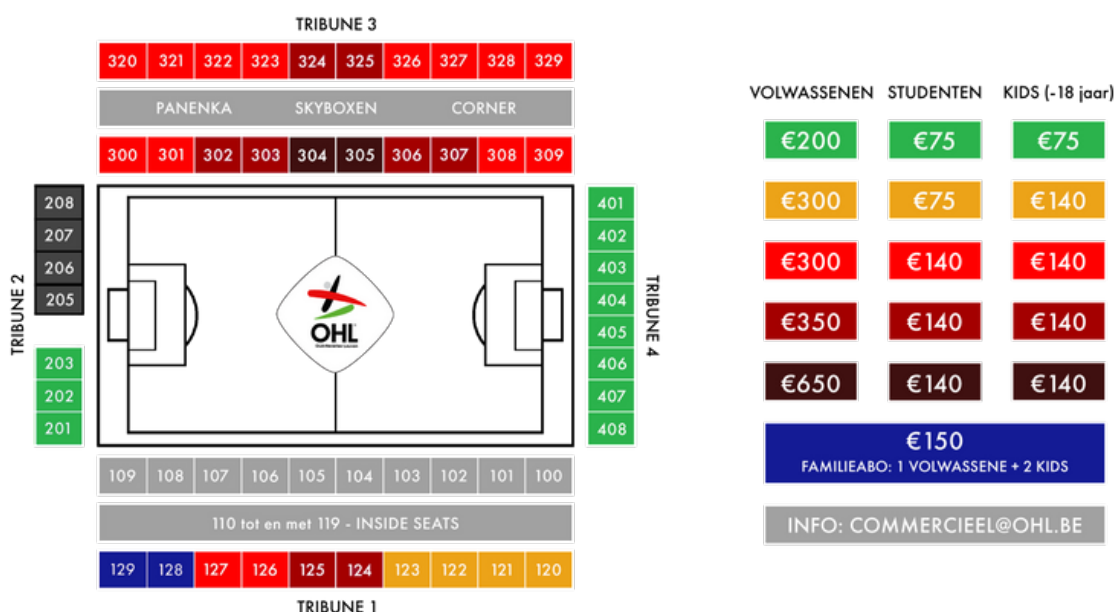 TRIBUNE 3
320 321 322 323 324 325 326 327 328 329
PANENKA SKYBOXEN CORNER
300 301 302 303 304 305 306 307 308 309
TRIBUNE 2
208
207
206
205
203
202
201
OHL
401
402
403
404
405
406
407
408
TRIBUNE 4
109 108 107 106 105 104 103 102 101 100
110 tot en met 119 - INSIDE SEATS
129 128 127 126 125 124 123 122 121 120
TRIBUNE 1
VOLWASSENEN STUDENTEN KIDS (-18 jaar)
€200 €75 €75
€300 €75 €140
€300 €140 €140
€350 €140 €140
€650 €140 €140
€150
FAMILIEABO: 1 VOLWASSENE + 2 KIDS
INFO: COMMERCIEEL@OHL.BE